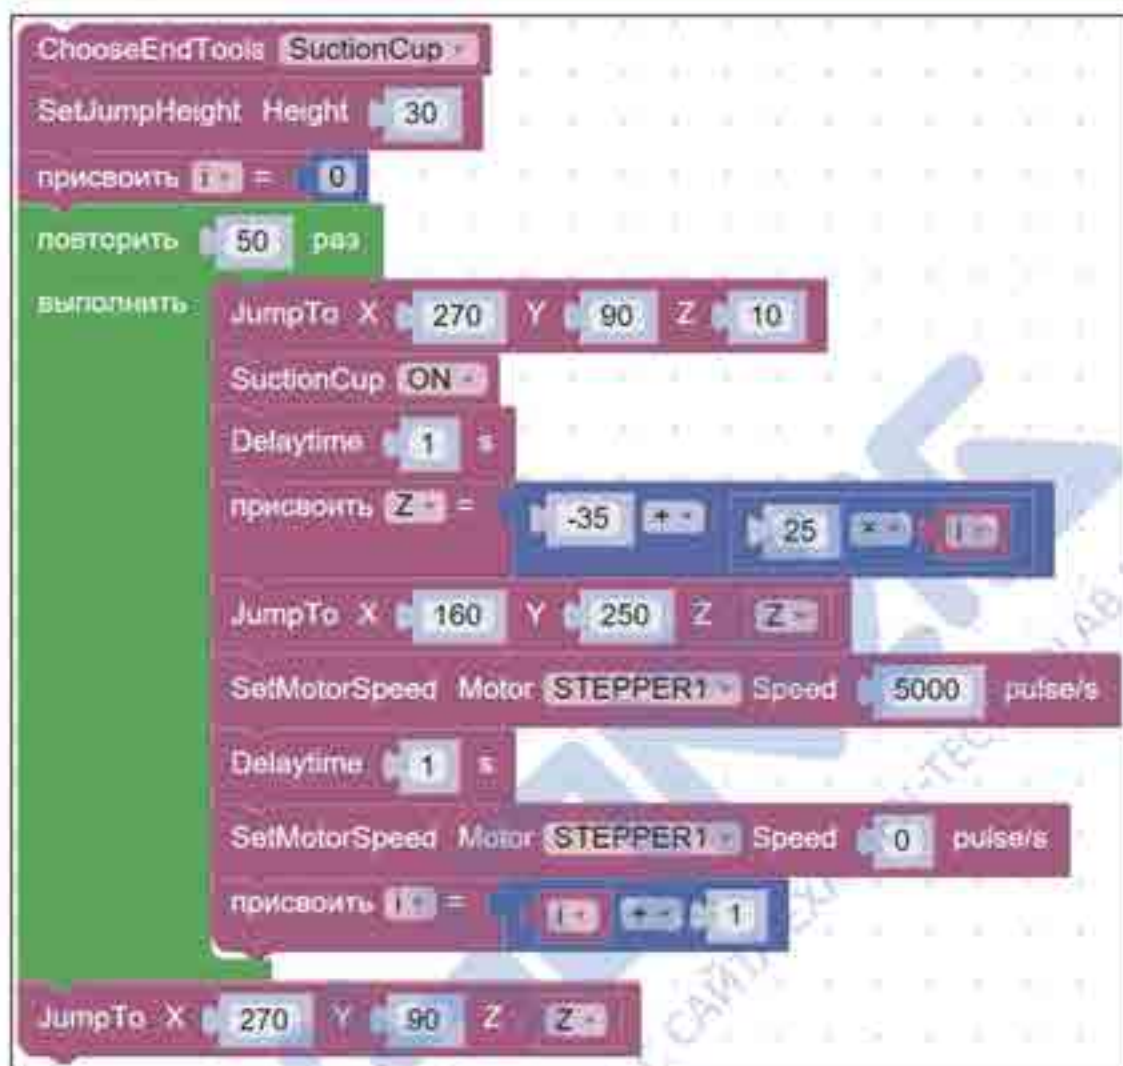 ChooseEndTools SuctionCup
SetJumpHeight Height 30
присвоить i = 0
повторить 50 раз
выполнить JumpTo X 270 Y 90 Z 10
SuctionCup ON
Delaytime 1 s
присвоить Z = -35 + 25 × i
JumpTo X 160 Y 250 Z Z
SetMotorSpeed Motor STEPPER1 Speed 5000 pulse/s
Delaytime 1 s
SetMotorSpeed Motor STEPPER1 Speed 0 pulse/s
присвоить i = i + 1
JumpTo X 270 Y 90 Z Z
САЙТА